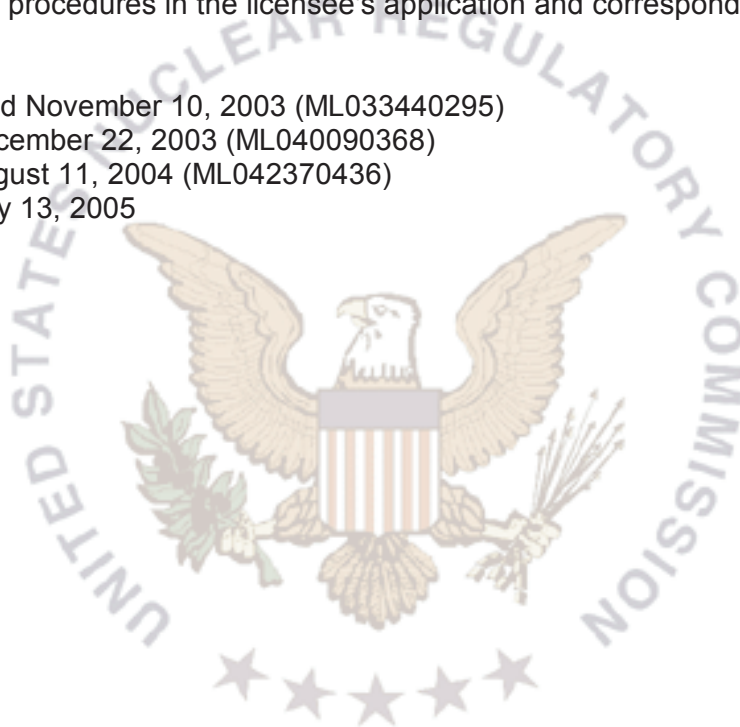 procedures in the licensee's application and correspond
d November 10, 2003 (ML033440295)
cember 22, 2003 (ML040090368)
gust 11, 2004 (ML042370436)
y 13, 2005
UNITED STATES NUCLEAR REGULATORY COMMISSION